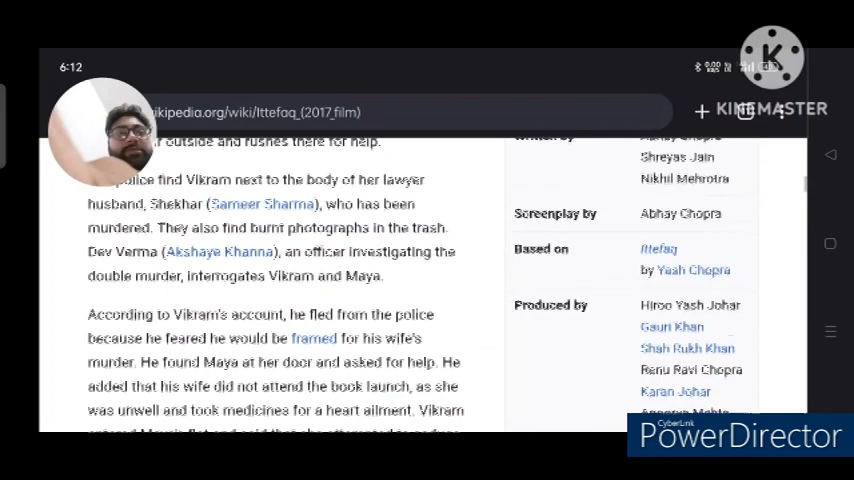 6:12
KINEMASTER
ikipedia.org/wiki/Ittefaq_(2017_film)
outside and rushes there for help.
police find Vikram next to the body of her lawyer
husband, Shekhar (Sameer Sharma), who has been
murdered. They also find burnt photographs in the trash.
Dev Verma (Akshaye Khanna), an officer investigating the
double murder, interrogates Vikram and Maya.
According to Vikram's account, he fled from the police
because he feared he would be framed for his wife's
murder. He found Maya at her door and asked for help. He
added that his wife did not attend the book launch, as she
was unwell and took medicines for a heart ailment. Vikram
Abhay Chopra
Shreyas Jain
Nikhil Mehrotra
Screenplay by Abhay Chopra
Based on Ittefaq
by Yash Chopra
Produced by Hiroo Yash Johar
Gauri Khan
Shah Rukh Khan
Renu Ravi Chopra
Karan Johar
CyberLink
PowerDirector